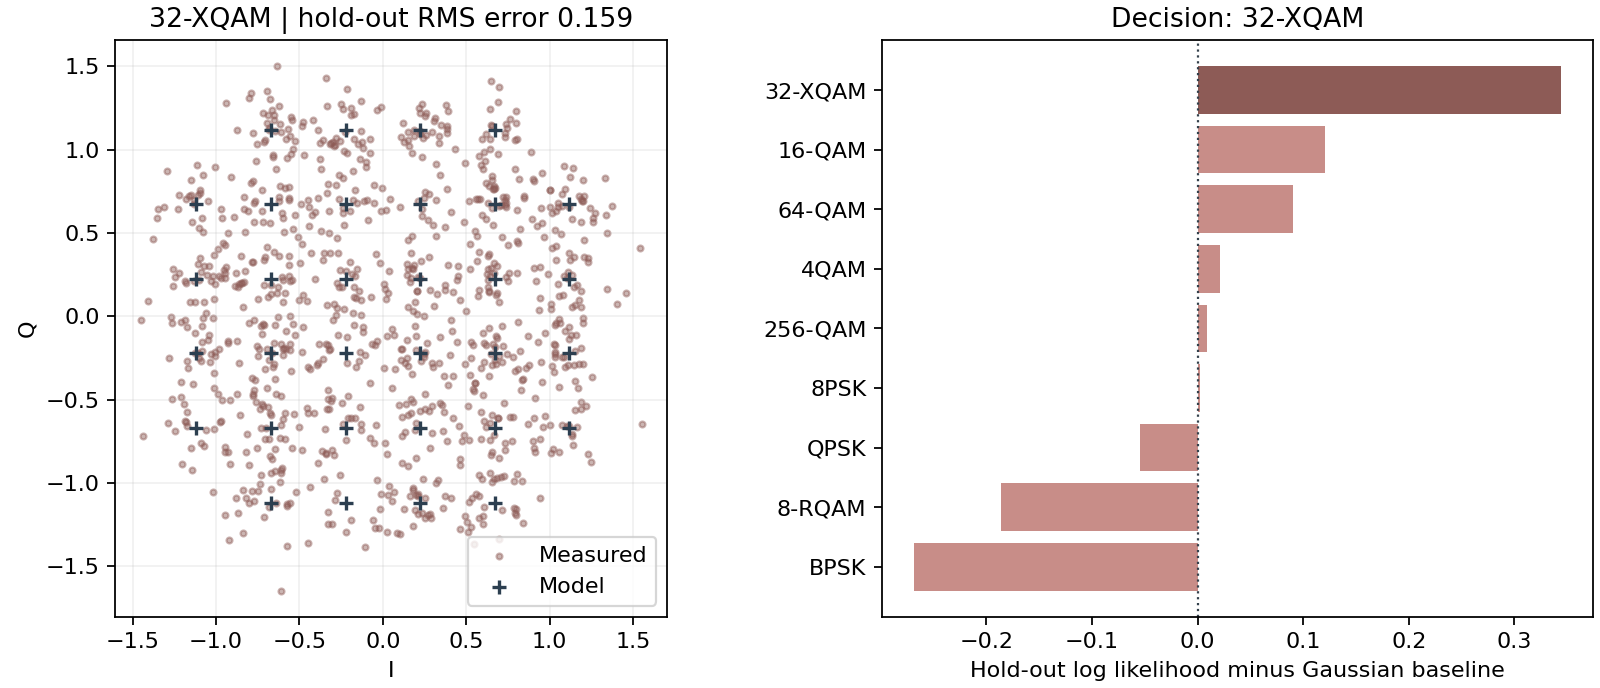 32-XQAM | hold-out RMS error 0.159
1.5
1.0
0.5
0.0
−0.5
−1.0
−1.5
Q
Measured
Model
−1.5
−1.0
−0.5
0.0
0.5
1.0
1.5
I
Decision: 32-XQAM
32-XQAM
16-QAM
64-QAM
4QAM
256-QAM
8PSK
QPSK
8-RQAM
BPSK
−0.2
−0.1
0.0
0.1
0.2
0.3
Hold-out log likelihood minus Gaussian baseline